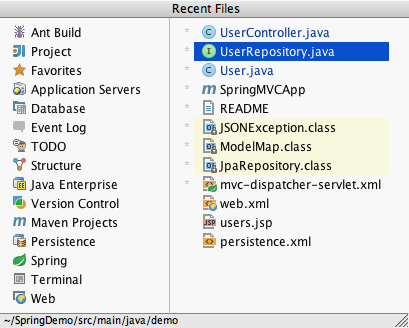 Recent Files
Ant Build
Project
Favorites
Application Servers
Database
Event Log
TODO
Structure
Java Enterprise
Version Control
Maven Projects
Persistence
Spring
Terminal
Web
* C UserController.java
* I UserRepository.java
* C User.java
* m SpringMVCApp
* README
* JSONException.class
* ModelMap.class
* JpaRepository.class
* mvc-dispatcher-servlet.xml
web.xml
JSP users.jsp
persistence.xml
~/SpringDemo/src/main/java/demo